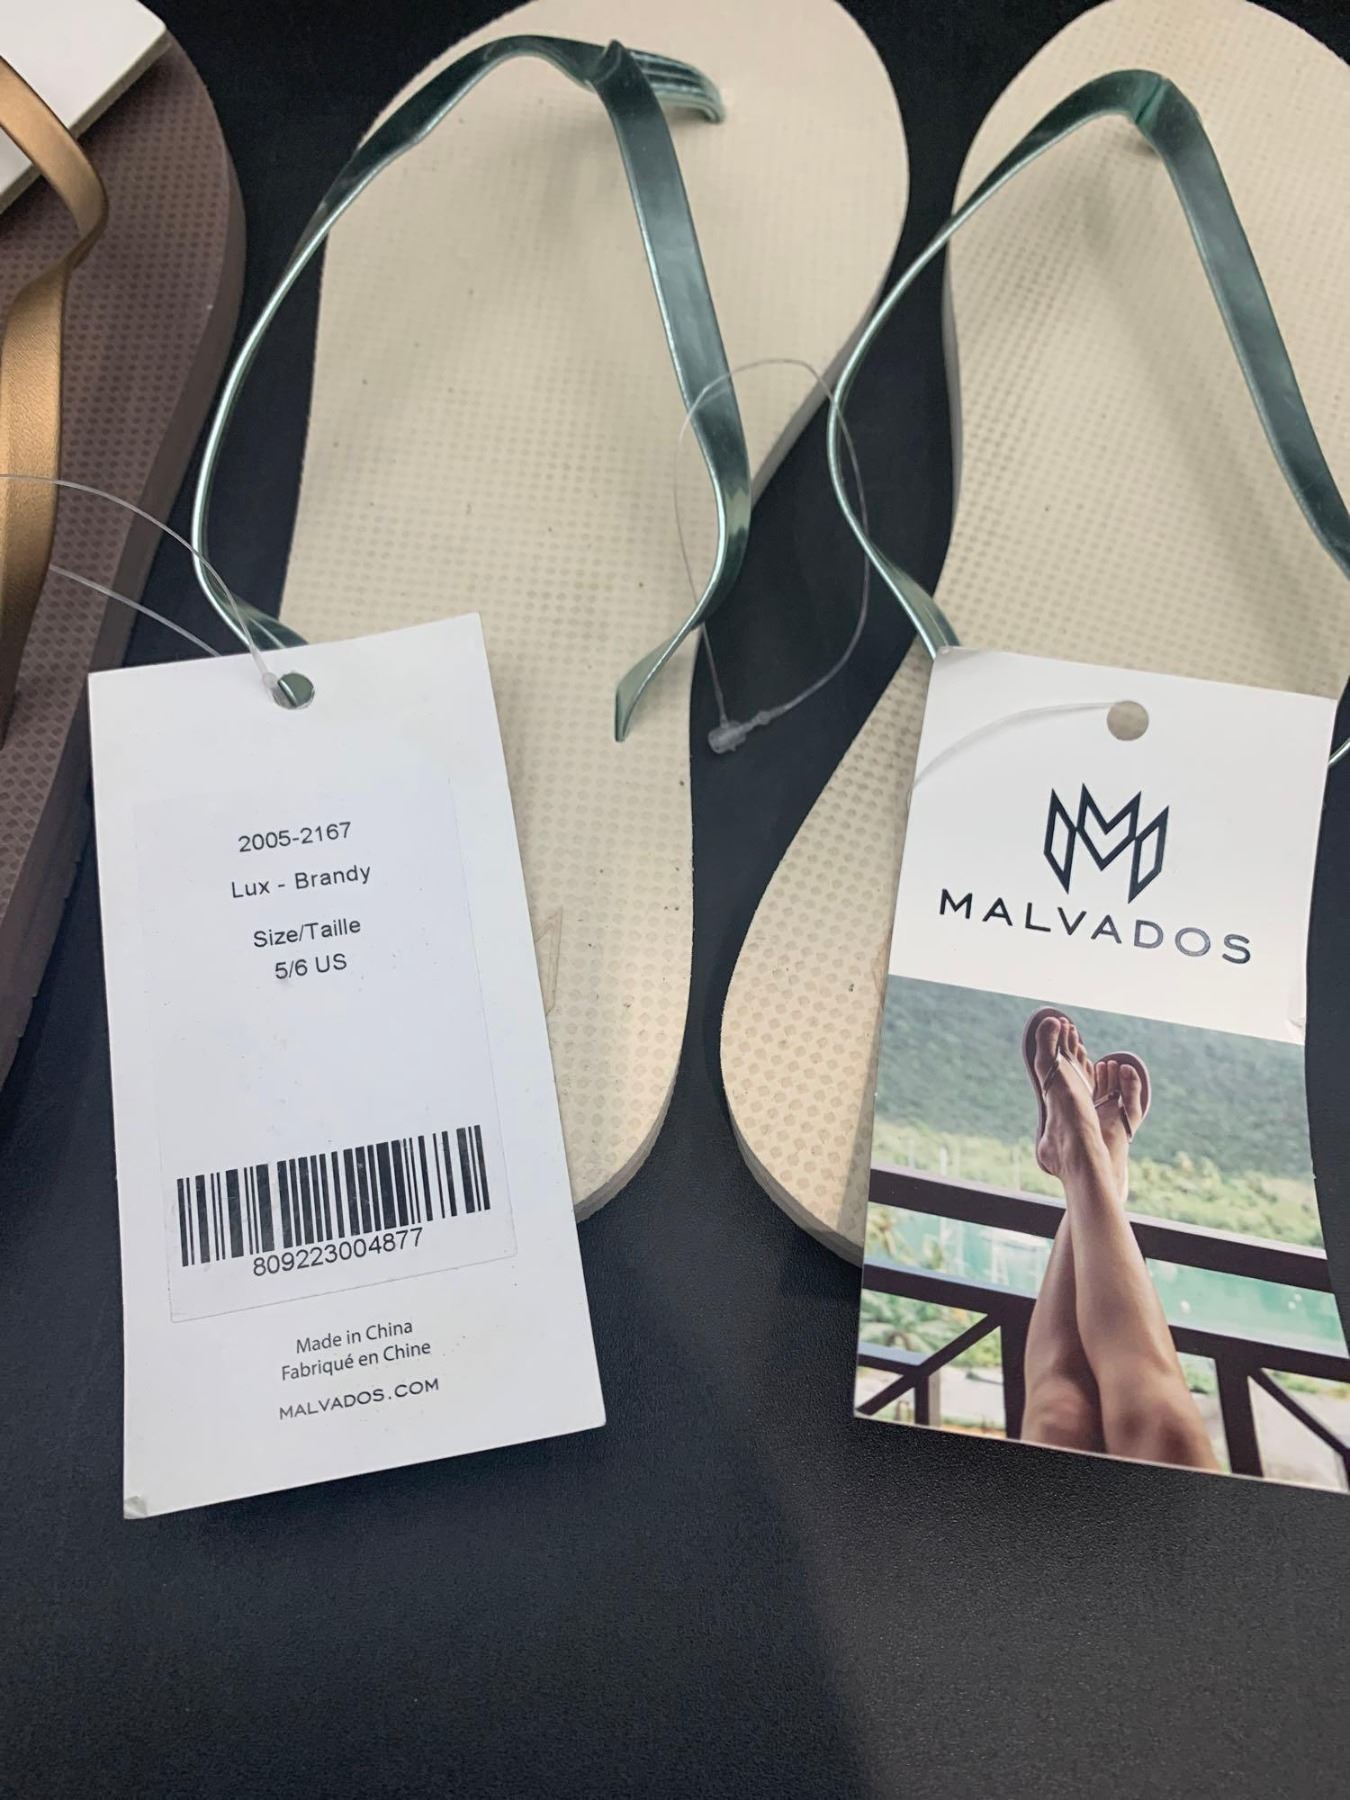 2005-2167
Lux - Brandy
Size/Taille
5/6 US
809223004877
Made in China
Fabriqué en Chine
MALVADOS.COM
MALVADOS